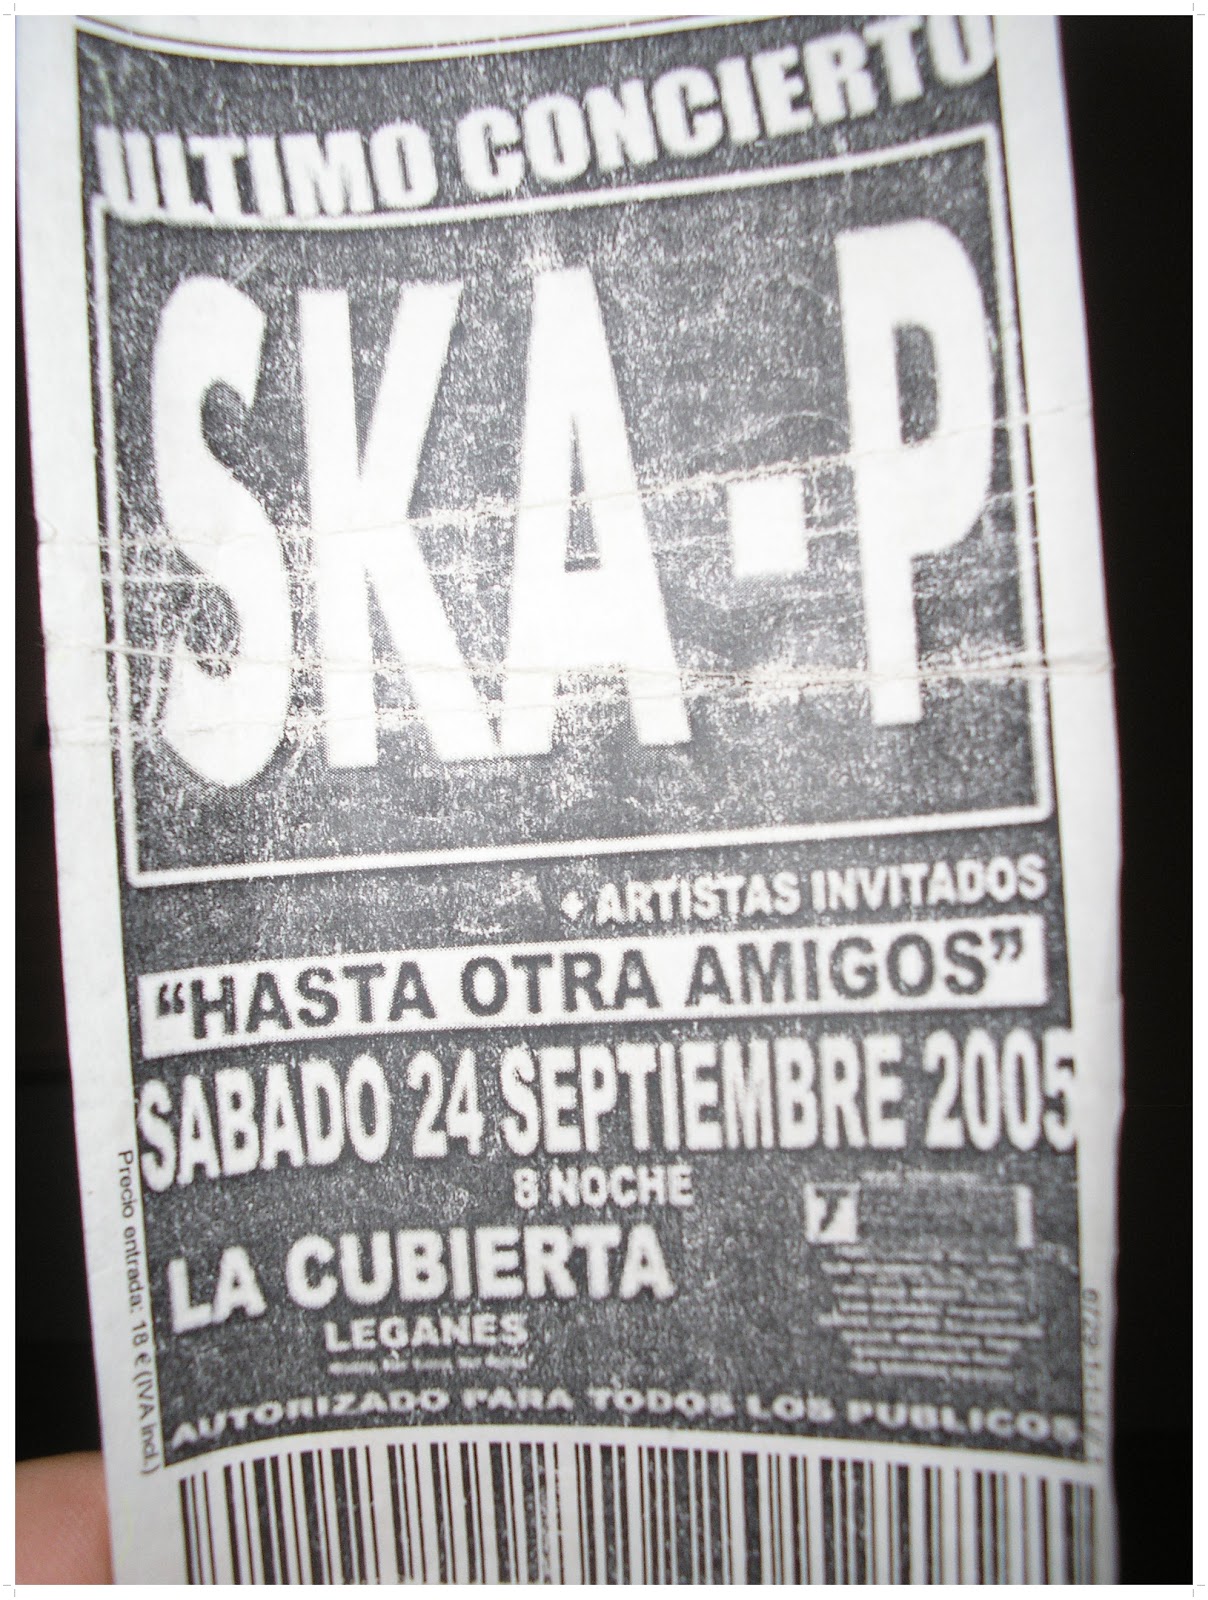 ULTIMO CONCIERTO
SKA-P
+ ARTISTAS INVITADOS
“HASTA OTRA AMIGOS”
SABADO 24 SEPTIEMBRE 2005
8 NOCHE
LA CUBIERTA
LEGANES
AUTORIZADO PARA TODOS LOS PUBLICOS
Precio entrada: 18 € (IVA incl.)